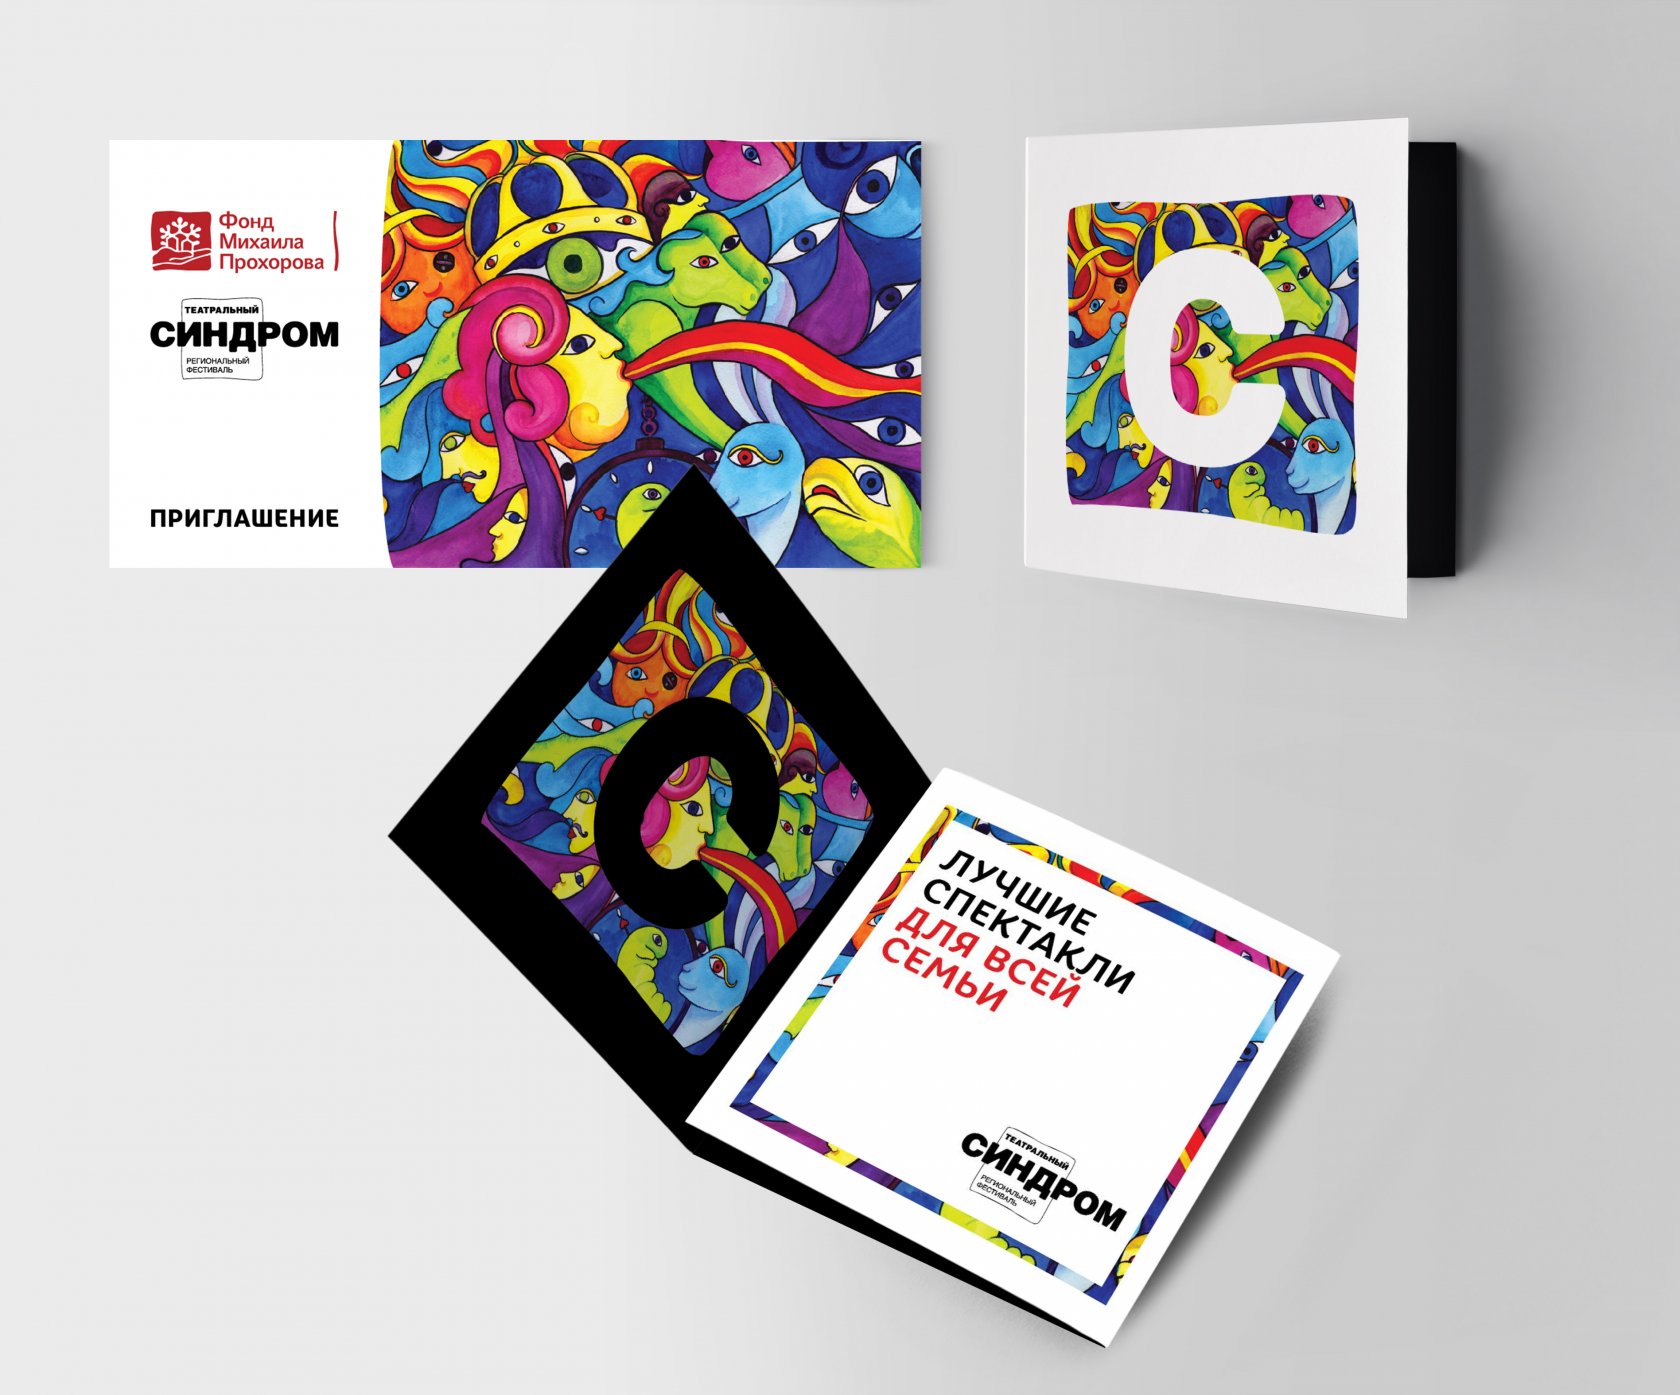 Фонд
Михаила
Прохорова
ТЕАТРАЛЬНЫЙ
СИНДРОМ
РЕГИОНАЛЬНЫЙ
ФЕСТИВАЛЬ
ПРИГЛАШЕНИЕ
С
С
ЛУЧШИЕ
СПЕКТАКЛИ
ДЛЯ ВСЕЙ
СЕМЬИ
ТЕАТРАЛЬНЫЙ
СИНДРОМ
РЕГИОНАЛЬНЫЙ
ФЕСТИВАЛЬ